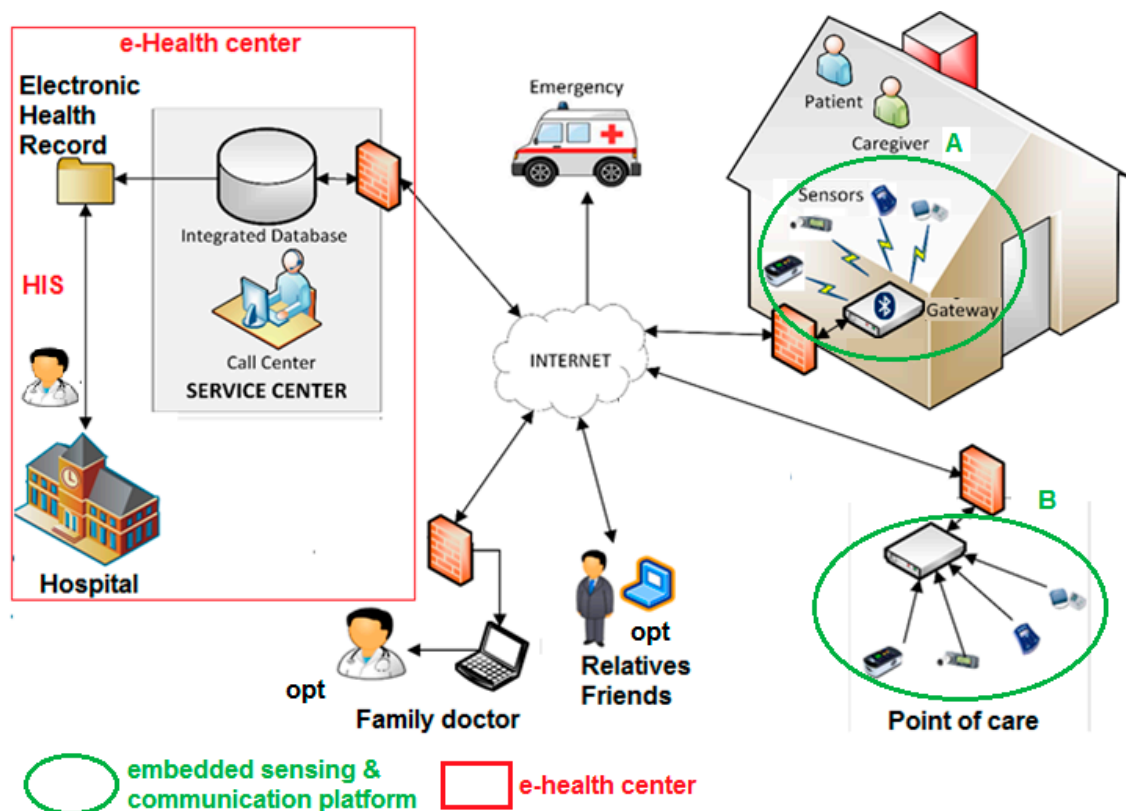 e-Health center
Electronic
Health
Record
Integrated Database
HIS
Call Center
SERVICE CENTER
Hospital
Emergency
INTERNET
Patient
Caregiver
A
Sensors
Gateway
B
Point of care
opt
Relatives
Friends
opt
Family doctor
embedded sensing &
communication platform
e-health center